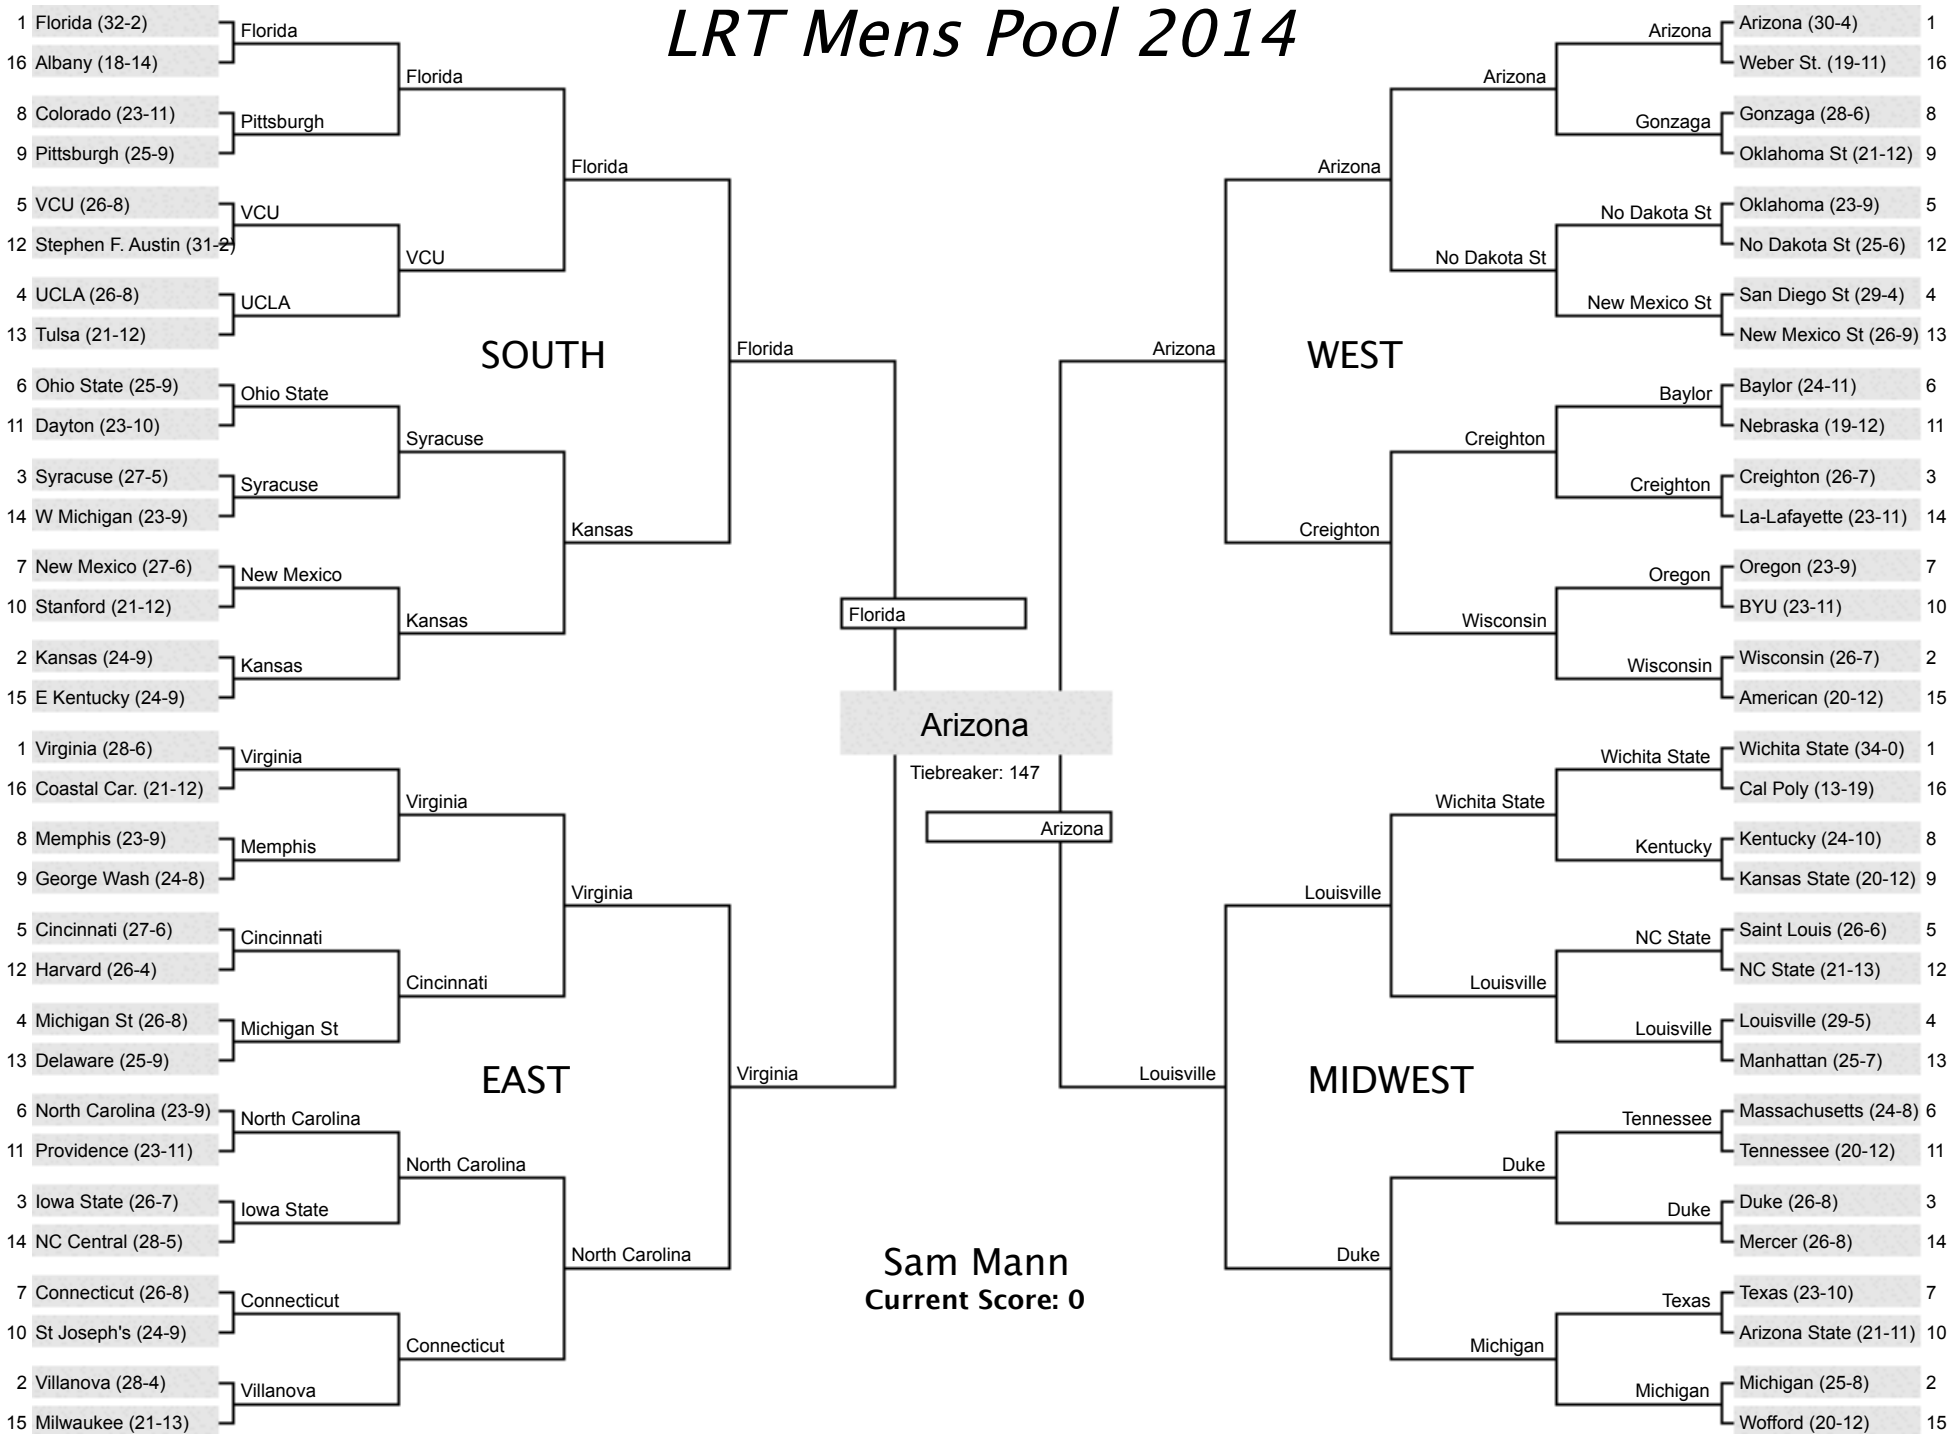 LRT Mens Pool 2014
1 Florida (32-2)
Florida
16 Albany (18-14)
Florida
8 Colorado (23-11)
Pittsburgh
9 Pittsburgh (25-9)
Florida
5 VCU (26-8)
VCU
12 Stephen F. Austin (31-2)
VCU
4 UCLA (26-8)
UCLA
13 Tulsa (21-12)
SOUTH
Florida
6 Ohio State (25-9)
Ohio State
11 Dayton (23-10)
Syracuse
3 Syracuse (27-5)
Syracuse
14 W Michigan (23-9)
Kansas
7 New Mexico (27-6)
New Mexico
10 Stanford (21-12)
Kansas
2 Kansas (24-9)
Kansas
15 E Kentucky (24-9)
1 Virginia (28-6)
Virginia
16 Coastal Car. (21-12)
Virginia
8 Memphis (23-9)
Memphis
9 George Wash (24-8)
Virginia
5 Cincinnati (27-6)
Cincinnati
12 Harvard (26-4)
Cincinnati
4 Michigan St (26-8)
Michigan St
13 Delaware (25-9)
EAST
Virginia
6 North Carolina (23-9)
North Carolina
11 Providence (23-11)
North Carolina
3 Iowa State (26-7)
Iowa State
14 NC Central (28-5)
North Carolina
7 Connecticut (26-8)
Connecticut
10 St Joseph's (24-9)
Connecticut
2 Villanova (28-4)
Villanova
15 Milwaukee (21-13)
Florida
Arizona
Tiebreaker: 147
Arizona
Sam Mann
Current Score: 0
Arizona (30-4) 1
Arizona
Weber St. (19-11) 16
Arizona
Gonzaga (28-6) 8
Gonzaga
Oklahoma St (21-12) 9
Arizona
Oklahoma (23-9) 5
No Dakota St
No Dakota St (25-6) 12
No Dakota St
San Diego St (29-4) 4
New Mexico St
New Mexico St (26-9) 13
WEST
Arizona
Baylor (24-11) 6
Baylor
Nebraska (19-12) 11
Creighton
Creighton (26-7) 3
Creighton
La-Lafayette (23-11) 14
Creighton
Oregon (23-9) 7
Oregon
BYU (23-11) 10
Wisconsin
Wisconsin (26-7) 2
Wisconsin
American (20-12) 15
Wichita State (34-0) 1
Wichita State
Cal Poly (13-19) 16
Wichita State
Kentucky (24-10) 8
Kentucky
Kansas State (20-12) 9
Louisville
Saint Louis (26-6) 5
NC State
NC State (21-13) 12
Louisville
Louisville (29-5) 4
Louisville
Manhattan (25-7) 13
MIDWEST
Louisville
Massachusetts (24-8) 6
Tennessee
Tennessee (20-12) 11
Duke
Duke (26-8) 3
Duke
Mercer (26-8) 14
Duke
Texas (23-10) 7
Texas
Arizona State (21-11) 10
Michigan
Michigan (25-8) 2
Michigan
Wofford (20-12) 15